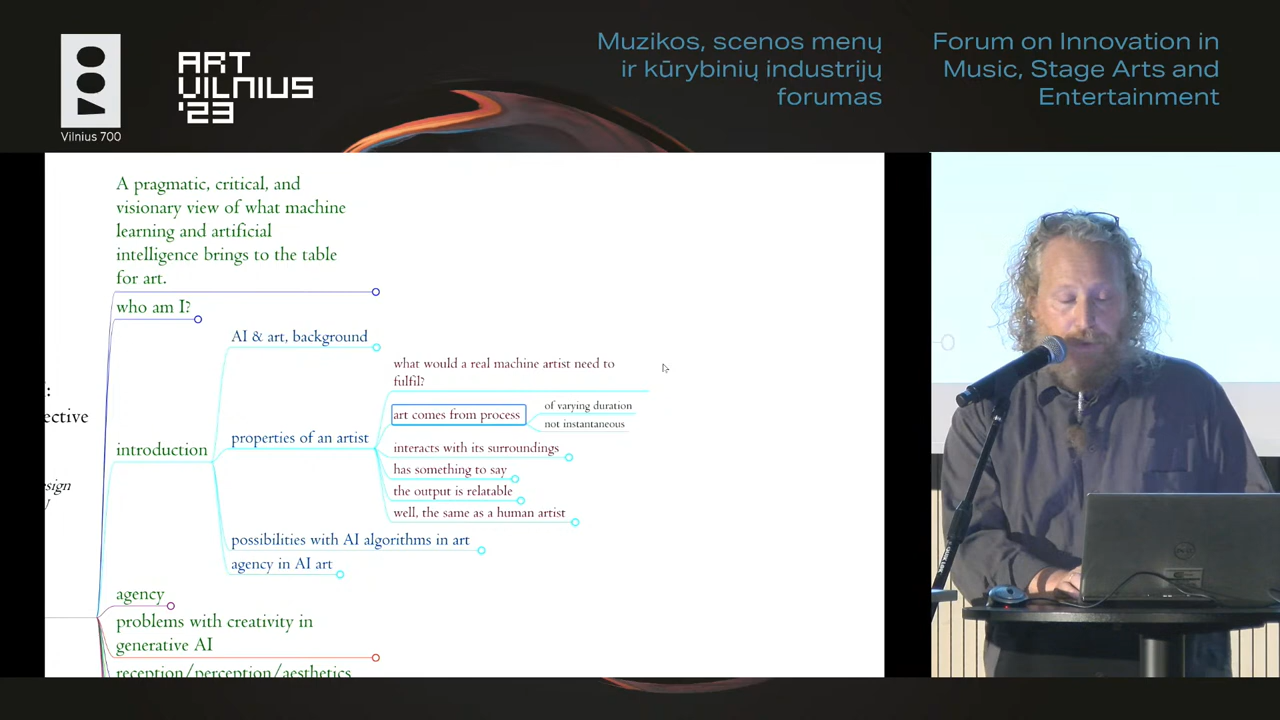 Vilnius 700
ART
VILNIUS
'23
Muzikos, scenos menų
ir kūrybinių industrijų
forumas
Forum on Innovation in
Music, Stage Arts and
Entertainment
A pragmatic, critical, and
visionary view of what machine
learning and artificial
intelligence brings to the table
for art.
who am I?
AI & art, background
what would a real machine artist need to
fulfil?
art comes from process
of varying duration
not instantaneous
properties of an artist
introduction
interacts with its surroundings
has something to say
the output is relatable
well, the same as a human artist
possibilities with AI algorithms in art
agency in AI art
agency
problems with creativity in
generative AI
reception/perception/aesthetics